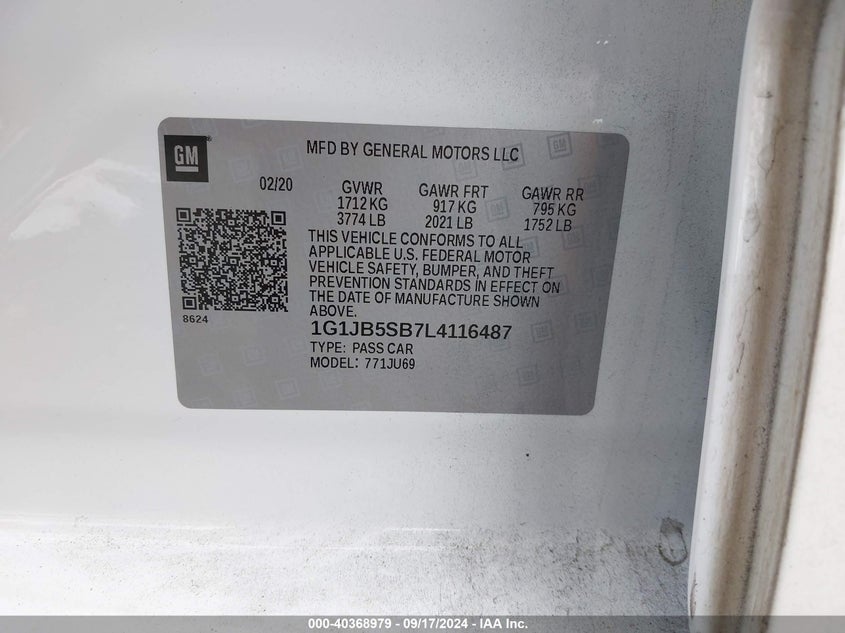 GM
MFD BY GENERAL MOTORS LLC
02/20 GVWR GAWR FRT GAWR RR
1712 KG 917 KG 795 KG
3774 LB 2021 LB 1752 LB
THIS VEHICLE CONFORMS TO ALL
APPLICABLE U.S. FEDERAL MOTOR
VEHICLE SAFETY, BUMPER, AND THEFT
PREVENTION STANDARDS IN EFFECT ON
THE DATE OF MANUFACTURE SHOWN
ABOVE.
8624
1G1JB5SB7L4116487
TYPE: PASS CAR
MODEL: 771JU69
000-40368979 - 09/17/2024 - IAA Inc.